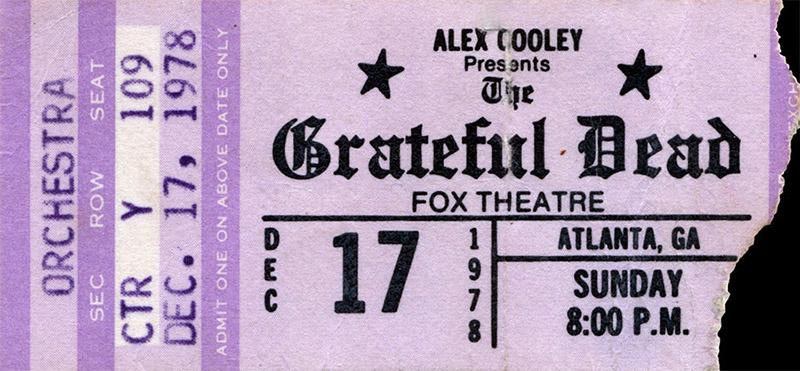 ORCHESTRA
SEC ROW SEAT
CTR Y 109
DEC. 17, 1978
ADMIT ONE ON ABOVE DATE ONLY
ALEX COOLEY
Presents
The
Grateful Dead
FOX THEATRE
DEC 17 1978
ATLANTA, GA
SUNDAY
8:00 P.M.